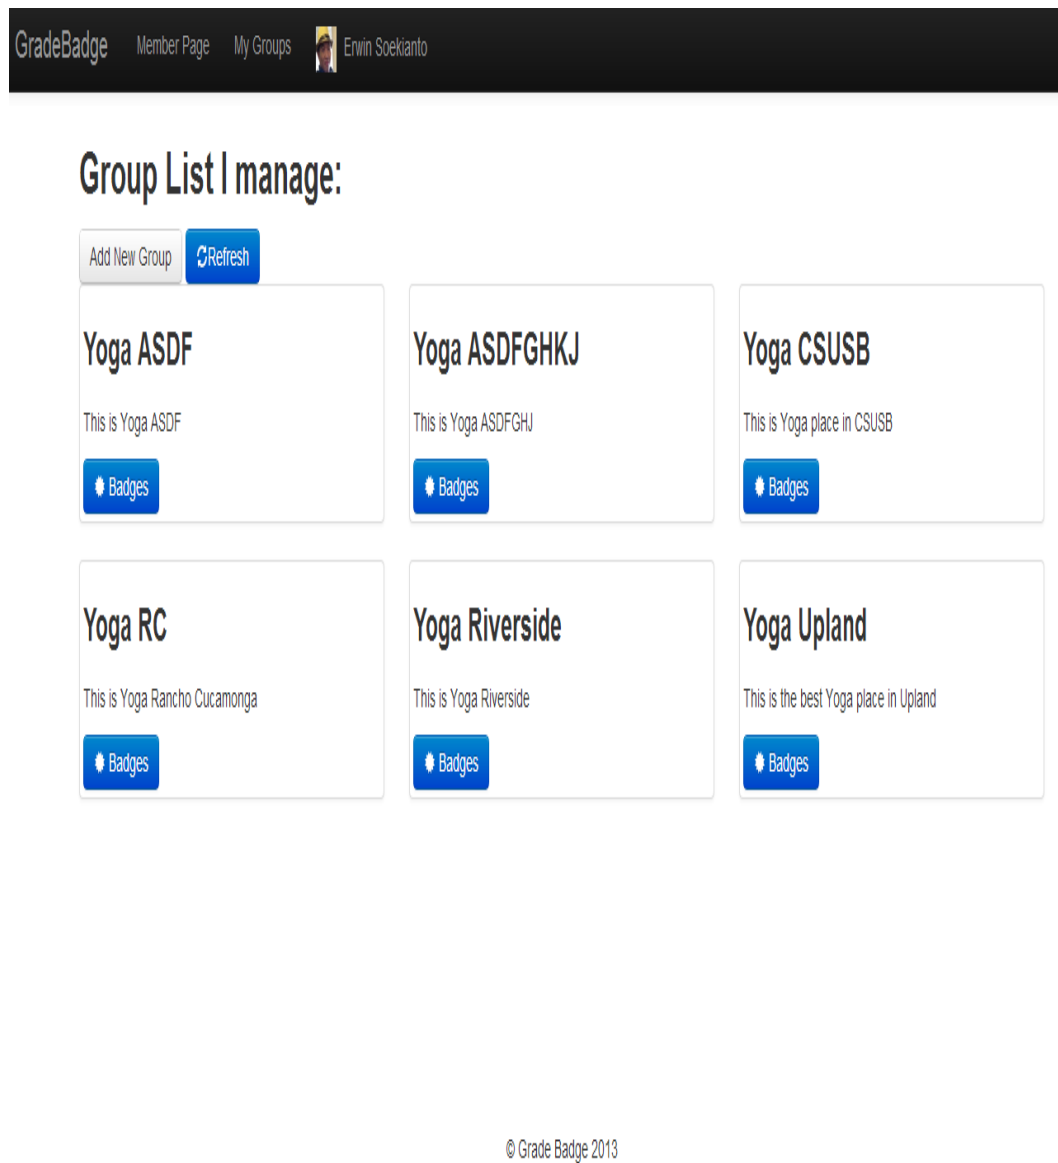 GradeBadge Member Page My Groups Erwin Soekianto
Group List I manage:
Add New Group Refresh
Yoga ASDF
This is Yoga ASDF
Badges
Yoga ASDFGHKJ
This is Yoga ASDFGHJ
Badges
Yoga CSUSB
This is Yoga place in CSUSB
Badges
Yoga RC
This is Yoga Rancho Cucamonga
Badges
Yoga Riverside
This is Yoga Riverside
Badges
Yoga Upland
This is the best Yoga place in Upland
Badges
© Grade Badge 2013